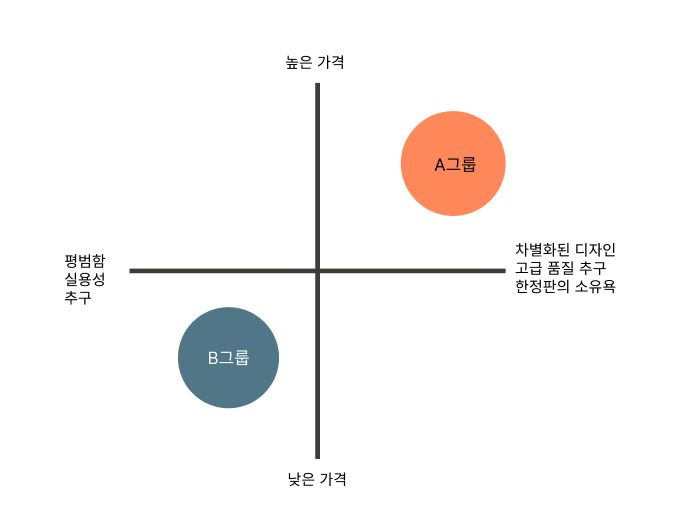 높은 가격
A그룹
차별화된 디자인
고급 품질 추구
한정판의 소유욕
평범함
실용성
추구
B그룹
낮은 가격